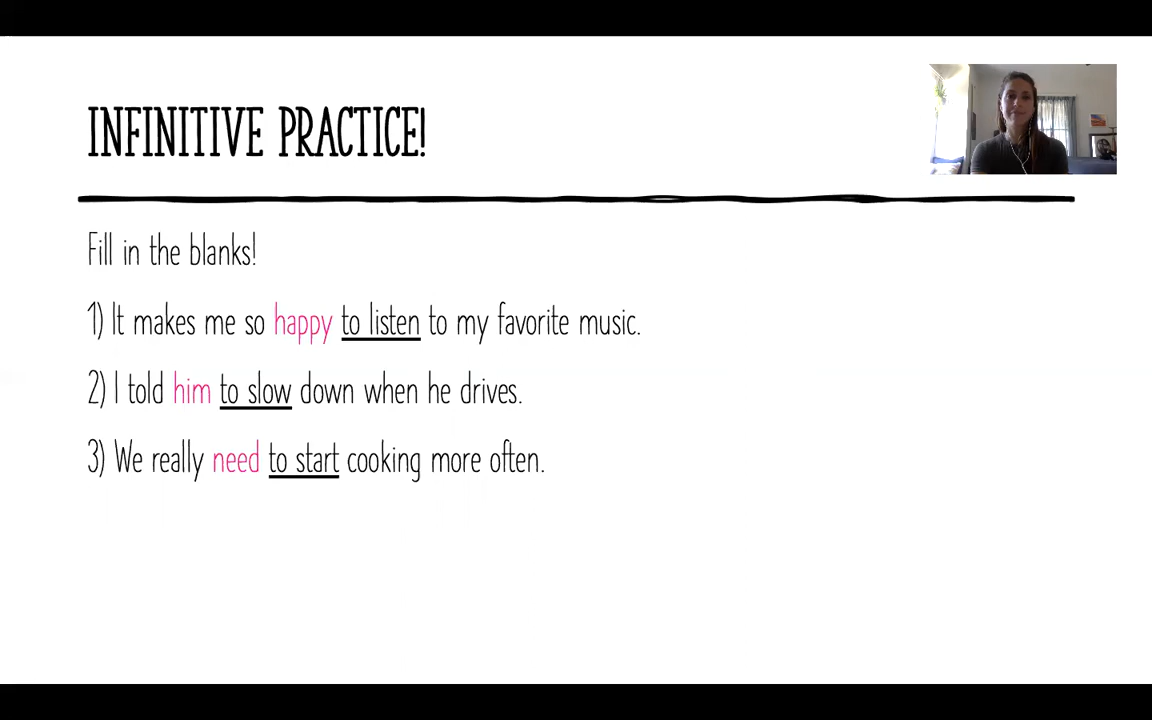 INFINITIVE PRACTICE!
Fill in the blanks!
1) It makes me so happy to listen to my favorite music.
2) I told him to slow down when he drives.
3) We really need to start cooking more often.